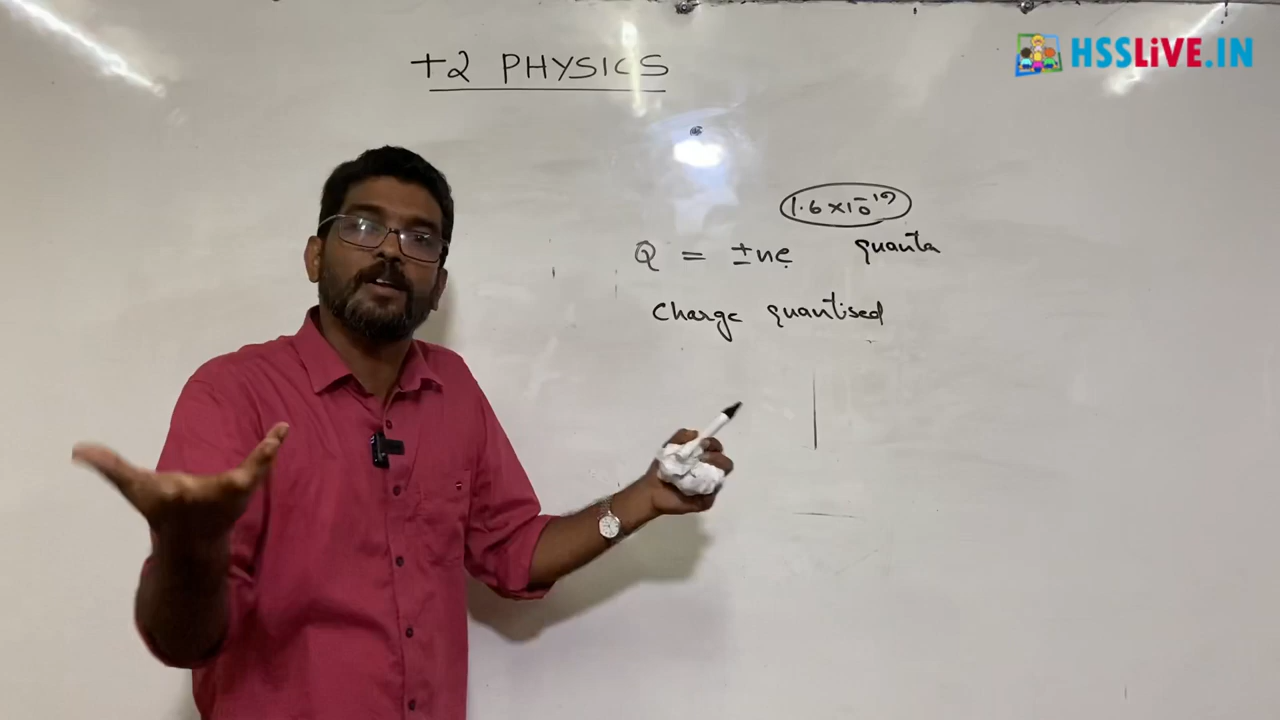 HSSLiVE.IN
+2 PHYSICS
1.6×10⁻¹⁹
Q = ±ne quanta
Charge quantised